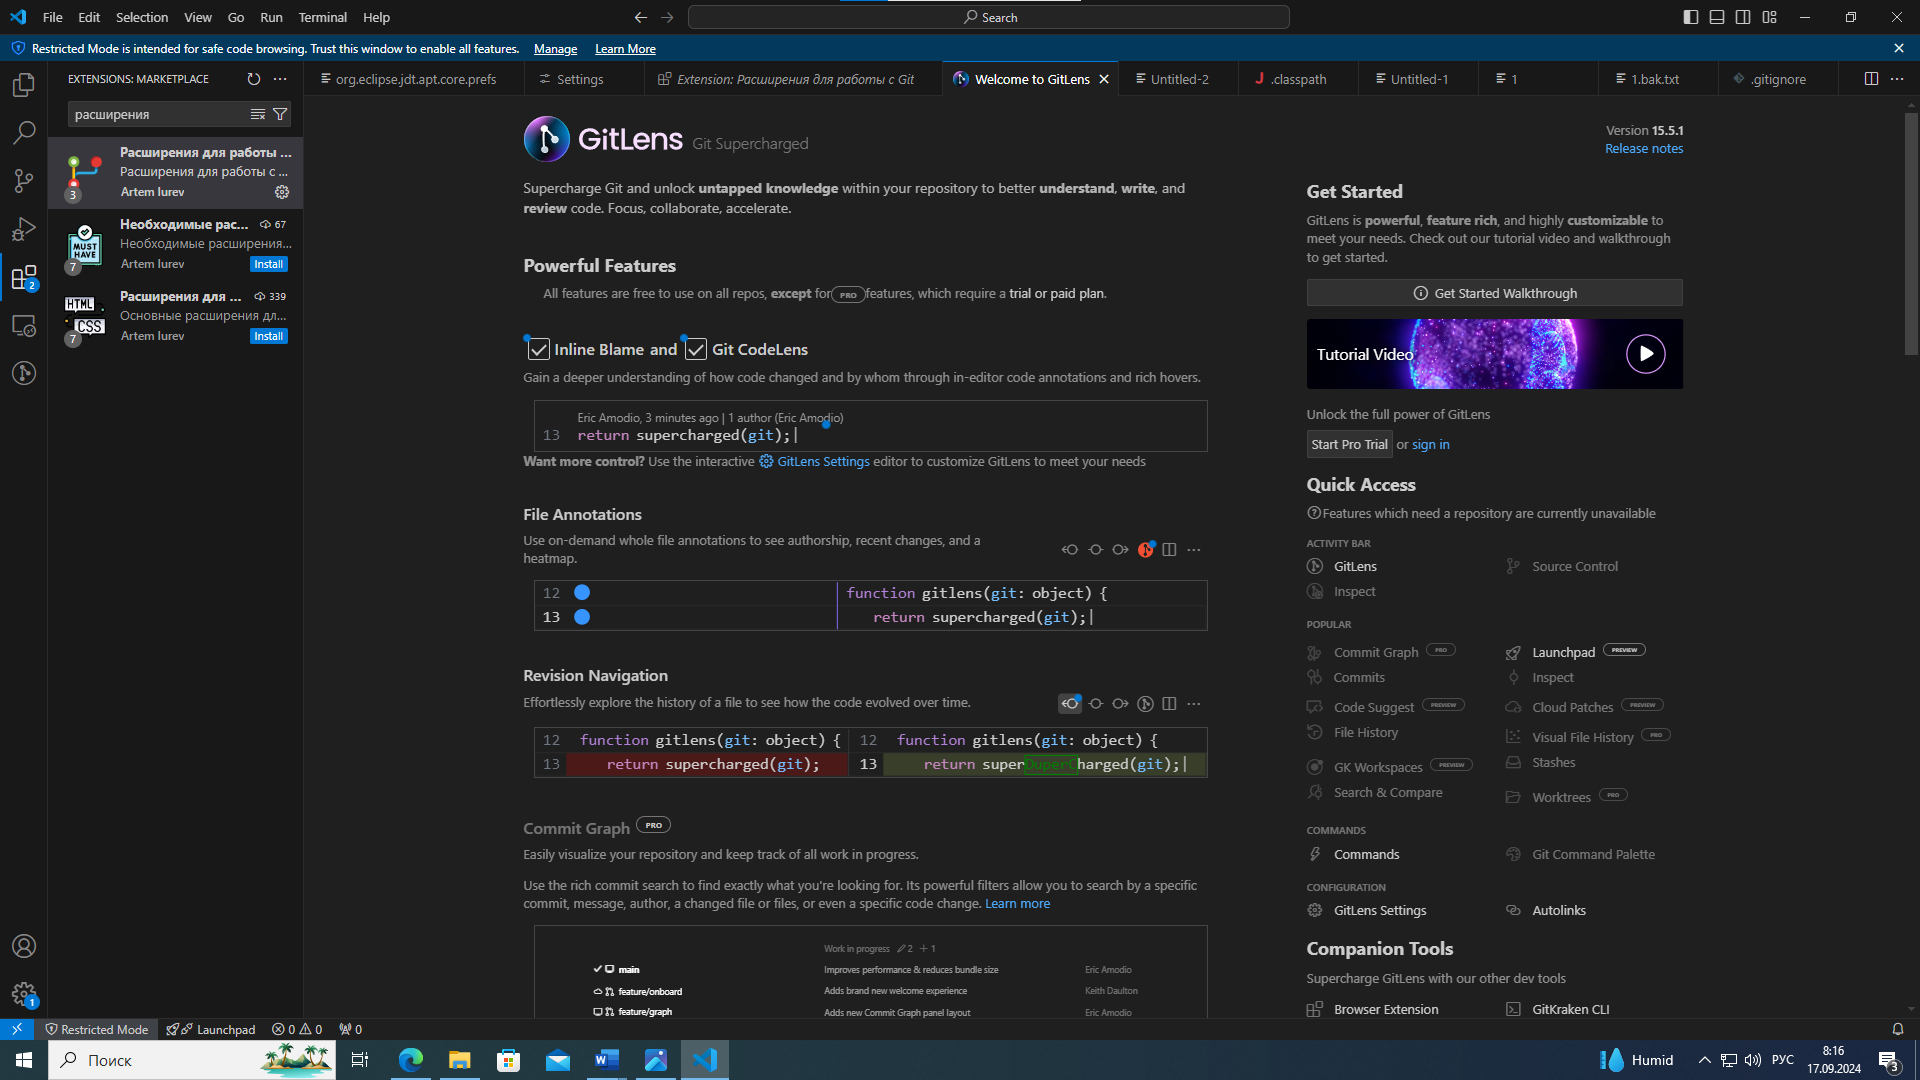 File Edit Selection View Go Run Terminal Help
Search
Restricted Mode is intended for safe code browsing. Trust this window to enable all features. Manage Learn More
EXTENSIONS: MARKETPLACE
org.eclipse.jdt.apt.core.prefs
Settings
Extension: Расширения для работы с Git
Welcome to GitLens
Untitled-2
.classpath
Untitled-1
1
1.bak.txt
.gitignore
расширения
Расширения для работы ...
Расширения для работы с ...
Artem Iurev
3
Необходимые рас... 67
Необходимые расширения...
Artem Iurev Install
MUST HAVE
7
Расширения для ... 339
Основные расширения дл...
Artem Iurev Install
HTML
CSS
7
2
GitLens Git Supercharged
Supercharge Git and unlock untapped knowledge within your repository to better understand, write, and
review code. Focus, collaborate, accelerate.
Powerful Features
All features are free to use on all repos, except for PRO features, which require a trial or paid plan.
Inline Blame and Git CodeLens
Gain a deeper understanding of how code changed and by whom through in-editor code annotations and rich hovers.
Eric Amodio, 3 minutes ago | 1 author (Eric Amodio)
13 return supercharged(git);
Want more control? Use the interactive GitLens Settings editor to customize GitLens to meet your needs
File Annotations
Use on-demand whole file annotations to see authorship, recent changes, and a
heatmap.
12 function gitlens(git: object) {
13 return supercharged(git);
Revision Navigation
Effortlessly explore the history of a file to see how the code evolved over time.
12 function gitlens(git: object) { 12 function gitlens(git: object) {
13 return supercharged(git); 13 return superDuperCharged(git);
Commit Graph PRO
Easily visualize your repository and keep track of all work in progress.
Use the rich commit search to find exactly what you're looking for. Its powerful filters allow you to search by a specific
commit, message, author, a changed file or files, or even a specific code change. Learn more
Work in progress 2 +1
main Improves performance & reduces bundle size Eric Amodio
feature/onboard Adds brand new welcome experience Keith Daulton
feature/graph Adds new Commit Graph panel layout Eric Amodio
Version 15.5.1
Release notes
Get Started
GitLens is powerful, feature rich, and highly customizable to
meet your needs. Check out our tutorial video and walkthrough
to get started.
Get Started Walkthrough
Tutorial Video
Unlock the full power of GitLens
Start Pro Trial or sign in
Quick Access
Features which need a repository are currently unavailable
ACTIVITY BAR
GitLens Source Control
Inspect
POPULAR
Commit Graph PRO Launchpad PREVIEW
Commits Inspect
Code Suggest PREVIEW Cloud Patches PREVIEW
File History Visual File History PRO
GK Workspaces PREVIEW Stashes
Search & Compare Worktrees PRO
COMMANDS
Commands Git Command Palette
CONFIGURATION
GitLens Settings Autolinks
Companion Tools
Supercharge GitLens with our other dev tools
Browser Extension GitKraken CLI
1
Restricted Mode Launchpad 0 0 0
Поиск
W
Humid
РУС
8:16
17.09.2024
3